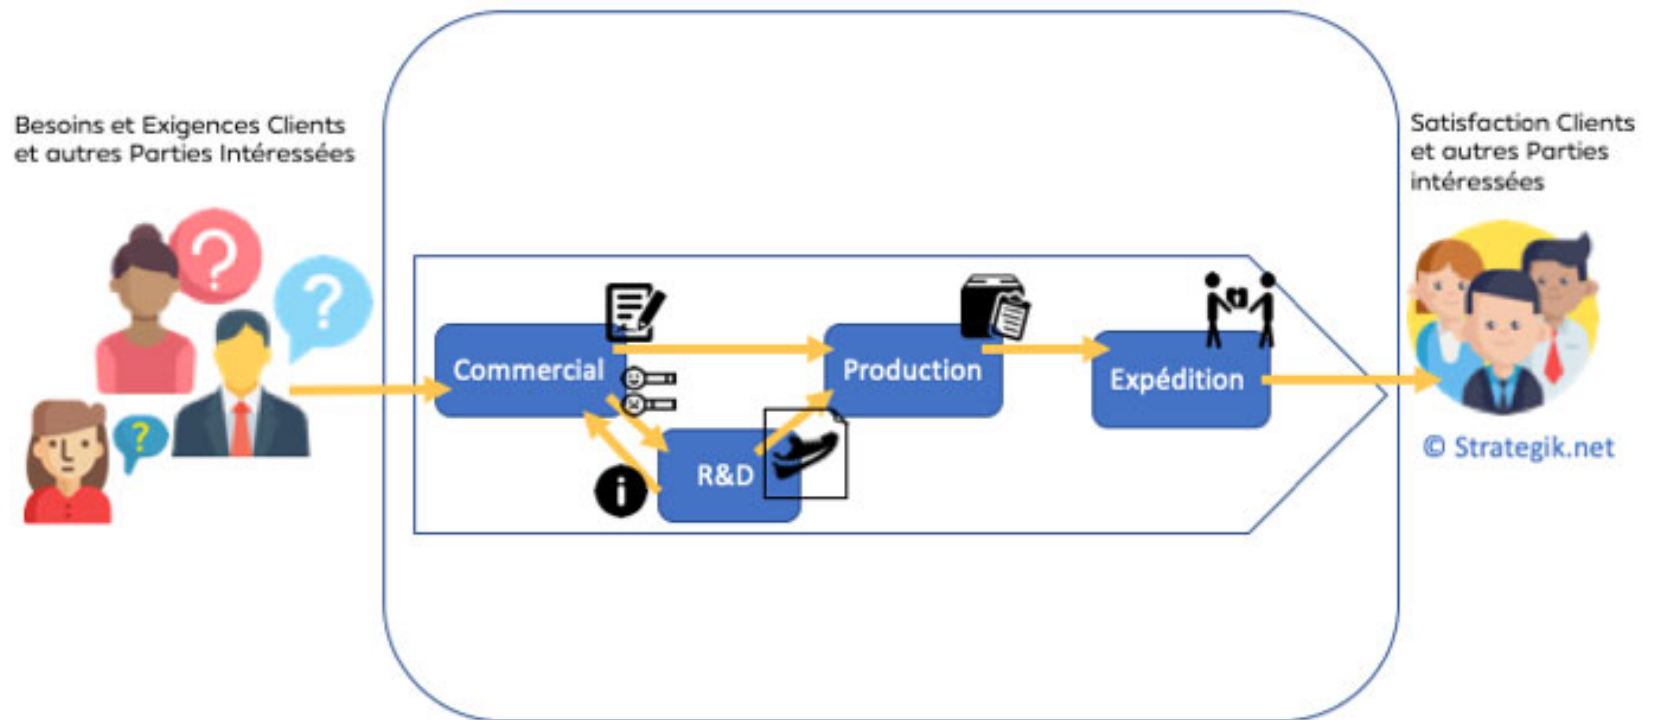 Besoins et Exigences Clients
et autres Parties Intéressées
Satisfaction Clients
et autres Parties
intéressées
Commercial
Production
Expédition
R&D
© Strategik.net